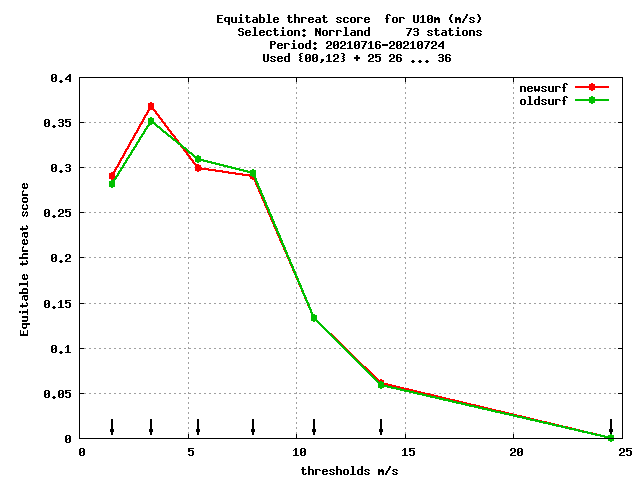 Equitable threat score  for U10m (m/s)
Selection: Norrland     73 stations
Period: 20210716-20210724
Used {00,12} + 25 26 ... 36
newsurf
oldsurf
Equitable threat score
0.4
0.35
0.3
0.25
0.2
0.15
0.1
0.05
0
0 5 10 15 20 25
thresholds m/s